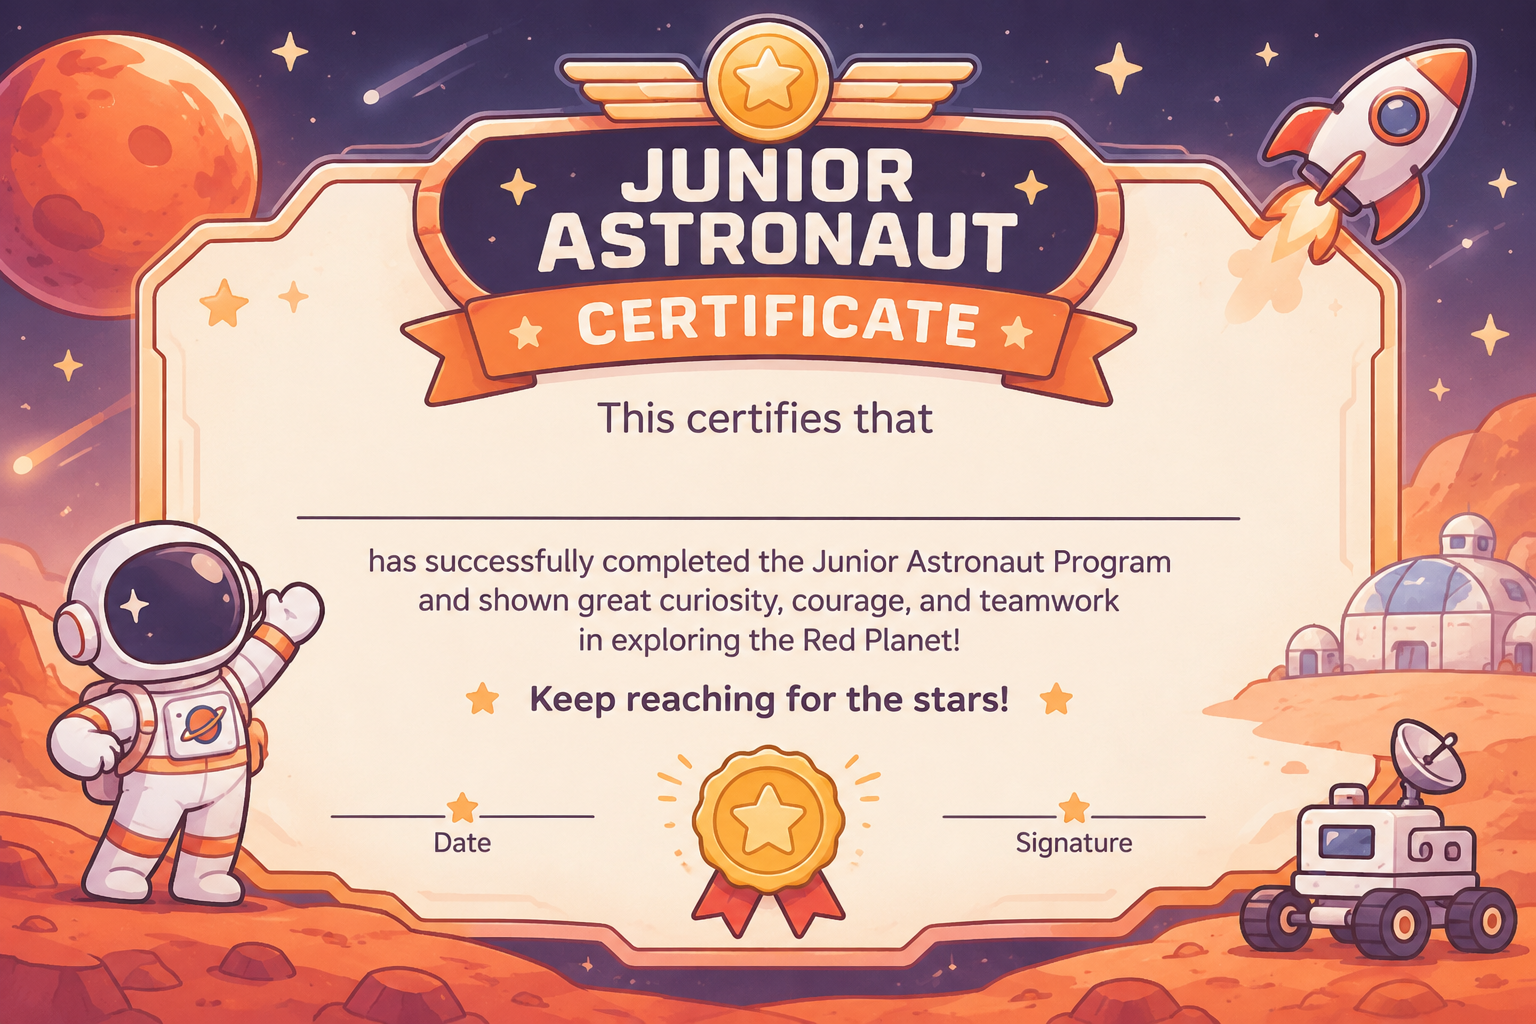 JUNIOR
ASTRONAUT
CERTIFICATE
This certifies that
has successfully completed the Junior Astronaut Program
and shown great curiosity, courage, and teamwork
in exploring the Red Planet!
Keep reaching for the stars!
Date
Signature